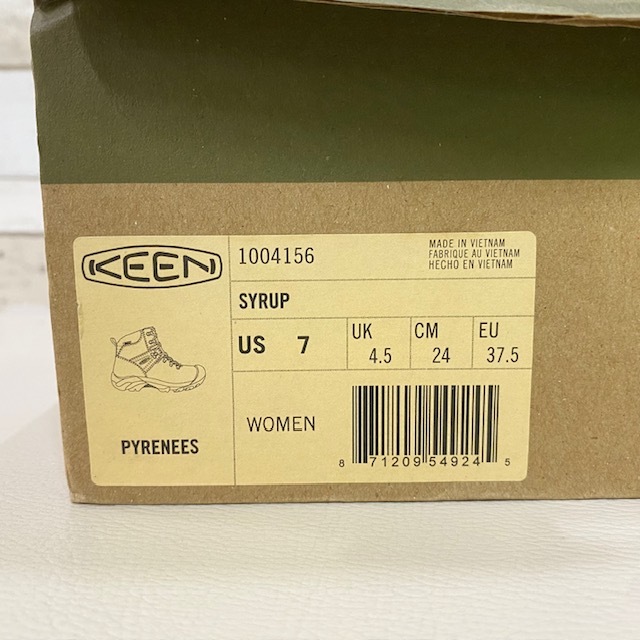 KEEN
PYRENEES
1004156
MADE IN VIETNAM
FABRIQUE AU VIETNAM
HECHO EN VIETNAM
SYRUP
US 7
UK 4.5
CM 24
EU 37.5
WOMEN
8 71209 54924 5